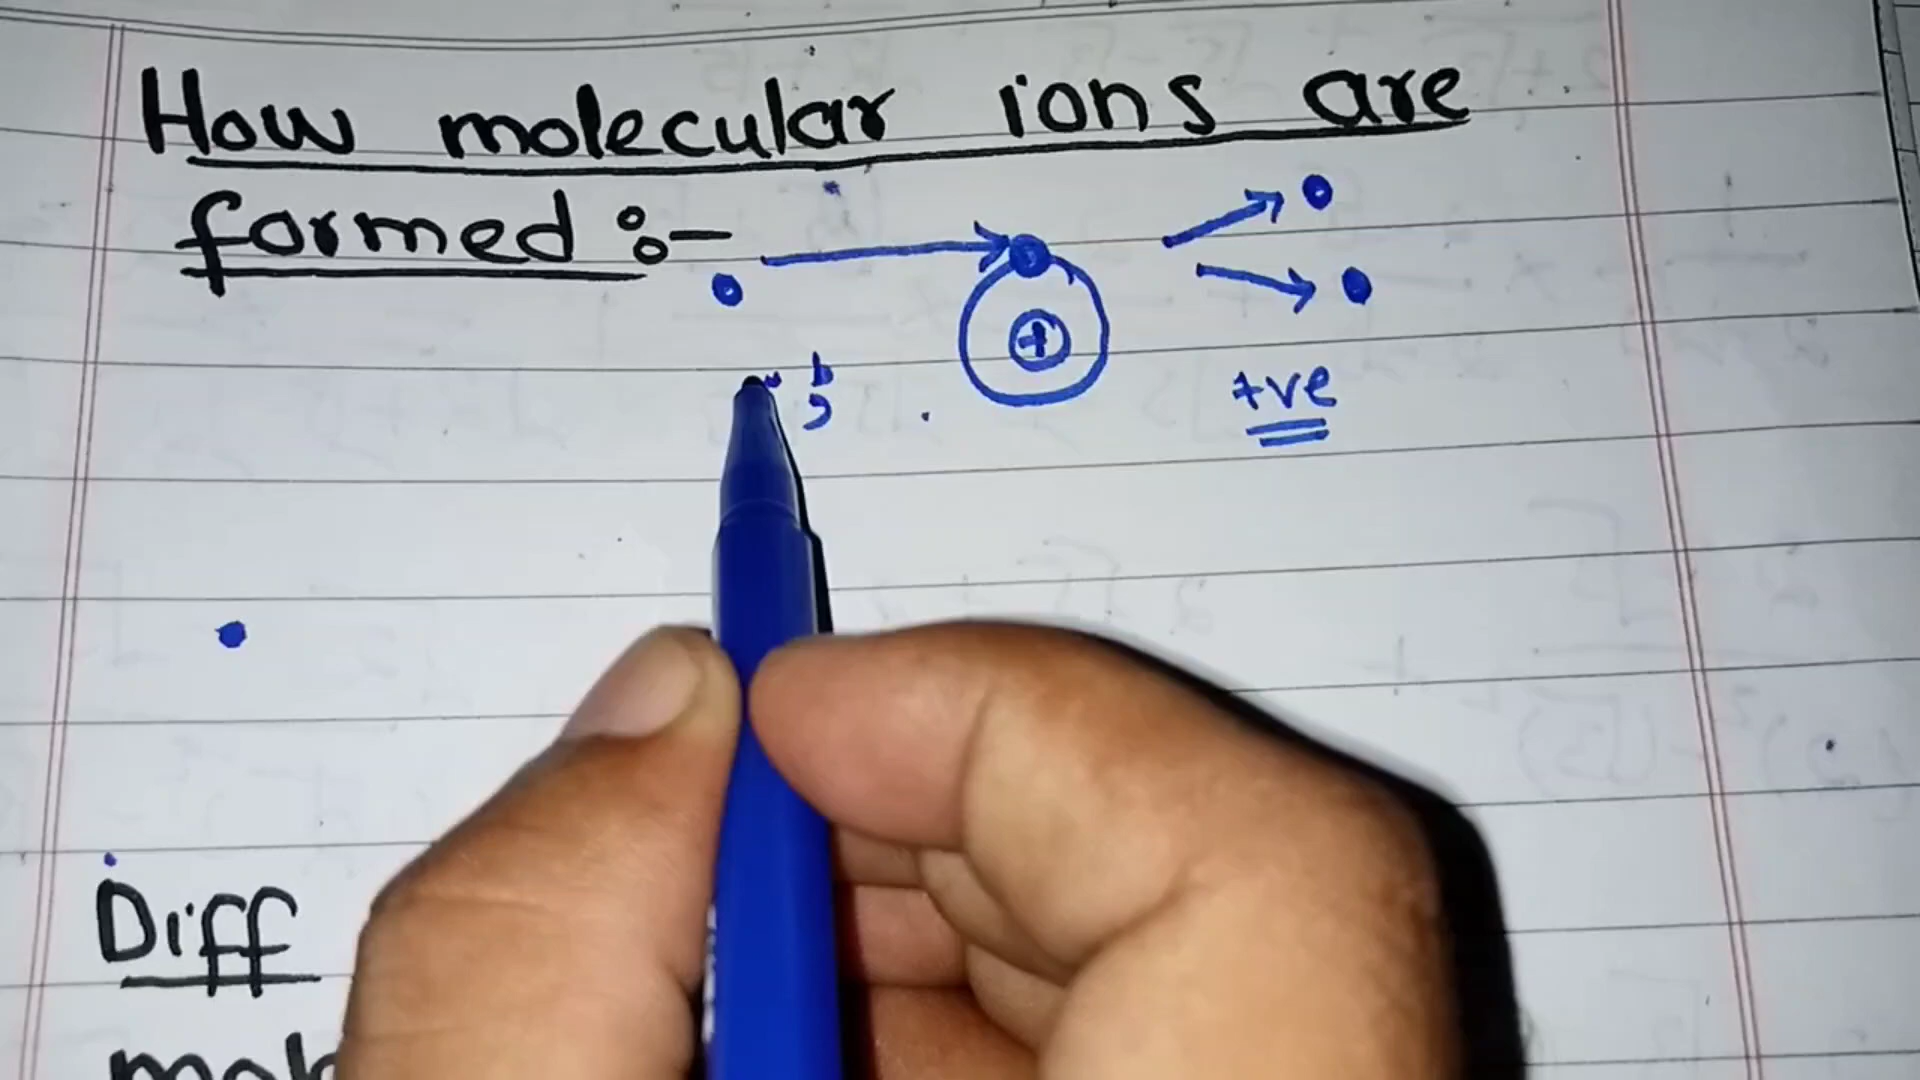 How molecular ions are
formed :-
+
+ve
Diff